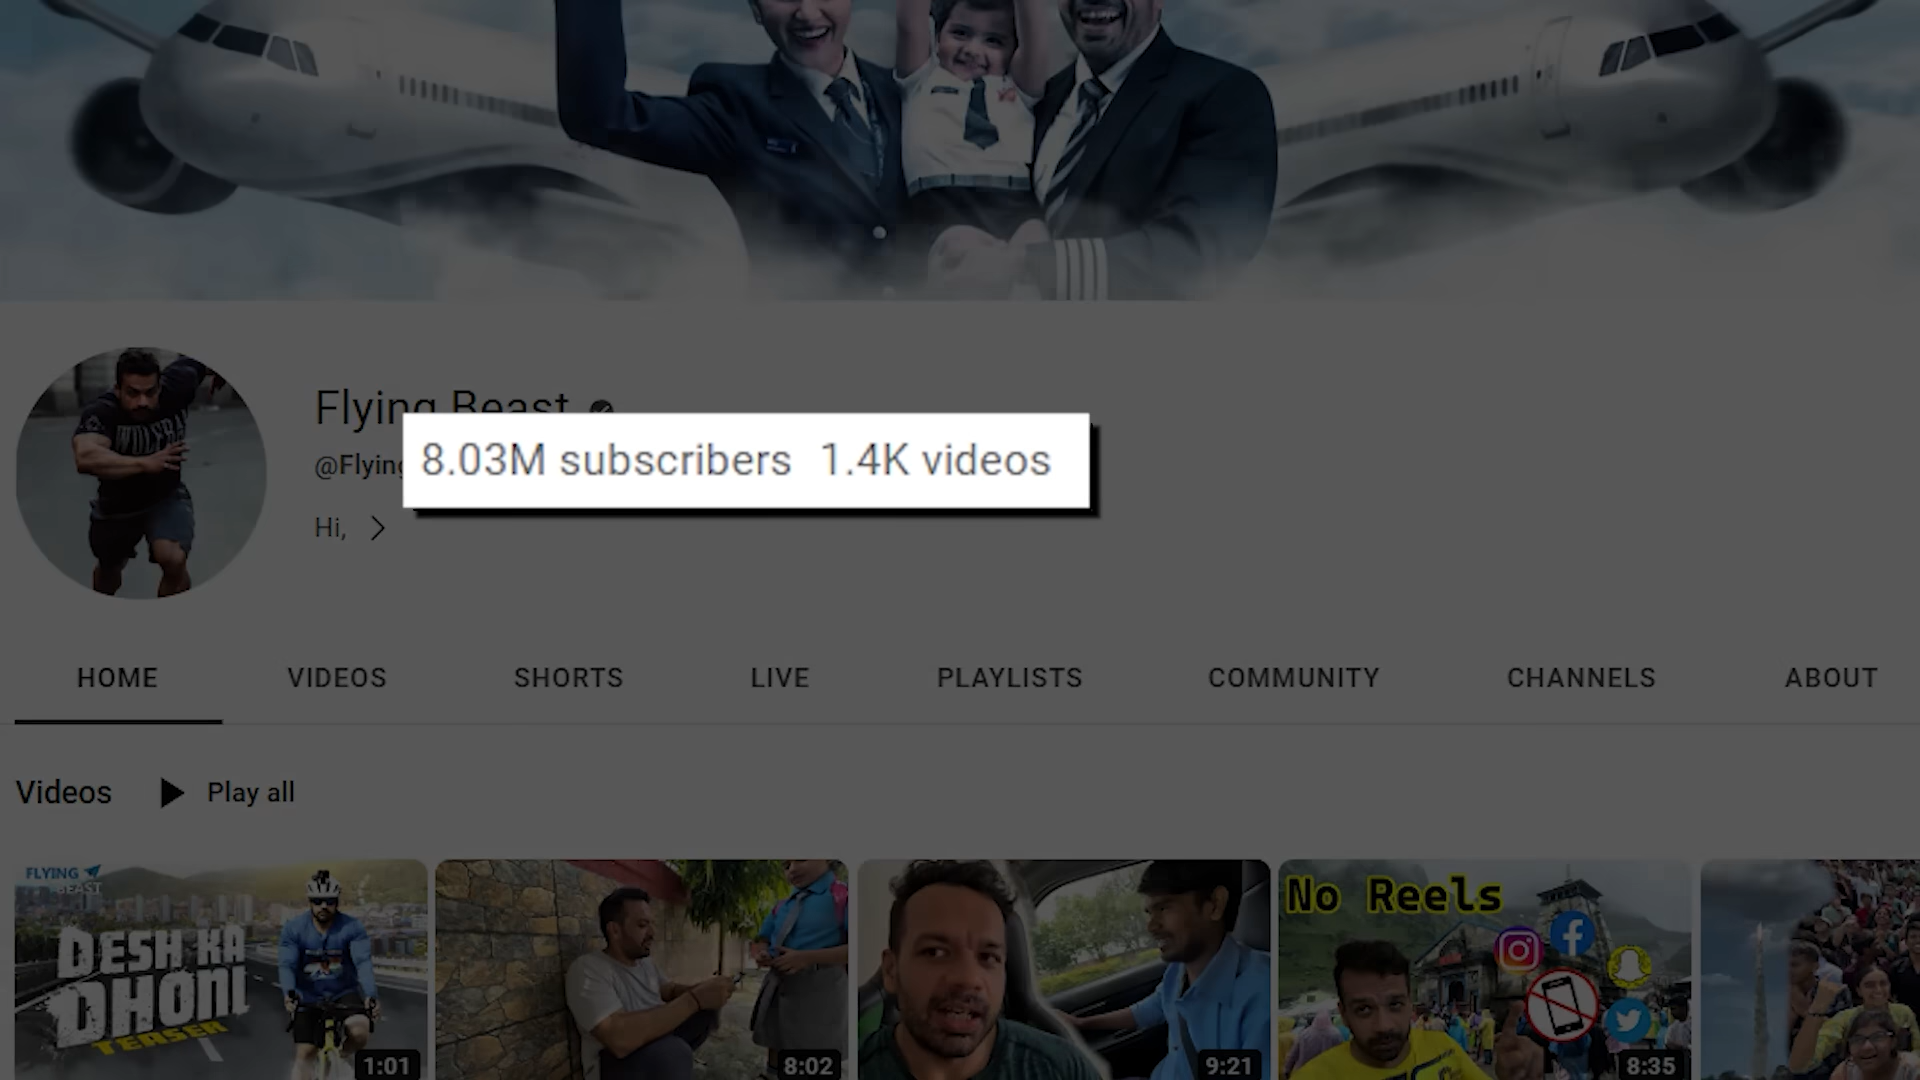 Flying Beast
@Flying
8.03M subscribers 1.4K videos
Hi,
HOME VIDEOS SHORTS LIVE PLAYLISTS COMMUNITY CHANNELS ABOUT
Videos Play all
FLYING
BEAST
DESH KA
DHONI
TEASER
1:01
8:02
9:21
No Reels
8:35